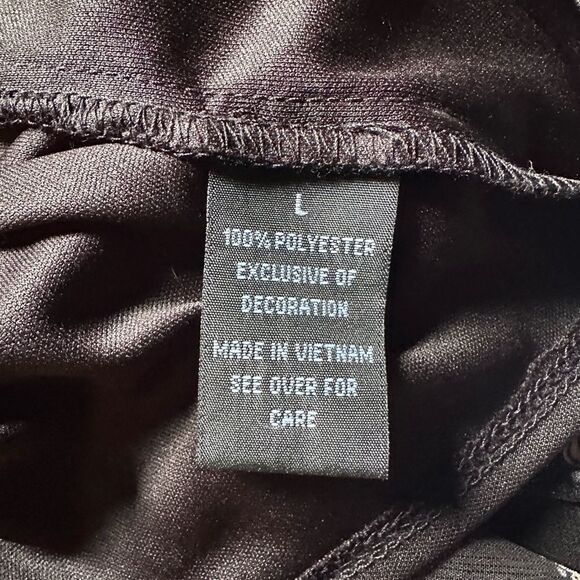 L
100% POLYESTER
EXCLUSIVE OF
DECORATION
MADE IN VIETNAM
SEE OVER FOR
CARE